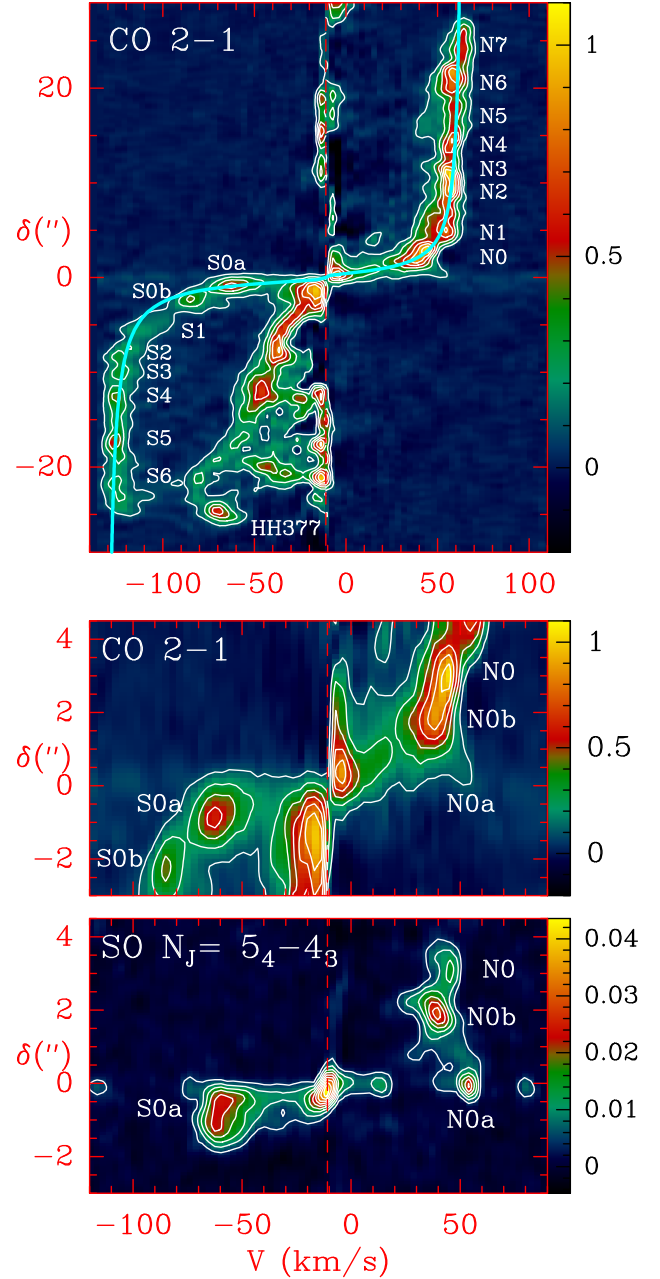 CO 2-1
1
0.5
0
δ('')
20
0
-20
-100 -50 0 50 100
N7
N6
N5
N4
N3
N2
N1
N0
S0a
S0b
S1
S2
S3
S4
S5
S6
HH377
CO 2-1
4
2
0
-2
δ('')
N0
N0b
N0a
S0a
S0b
1
0.5
0
SO N_J= 5_4-4_3
4
2
0
-2
δ('')
N0
N0b
N0a
S0a
0.04
0.03
0.02
0.01
0
-100 -50 0 50
V (km/s)